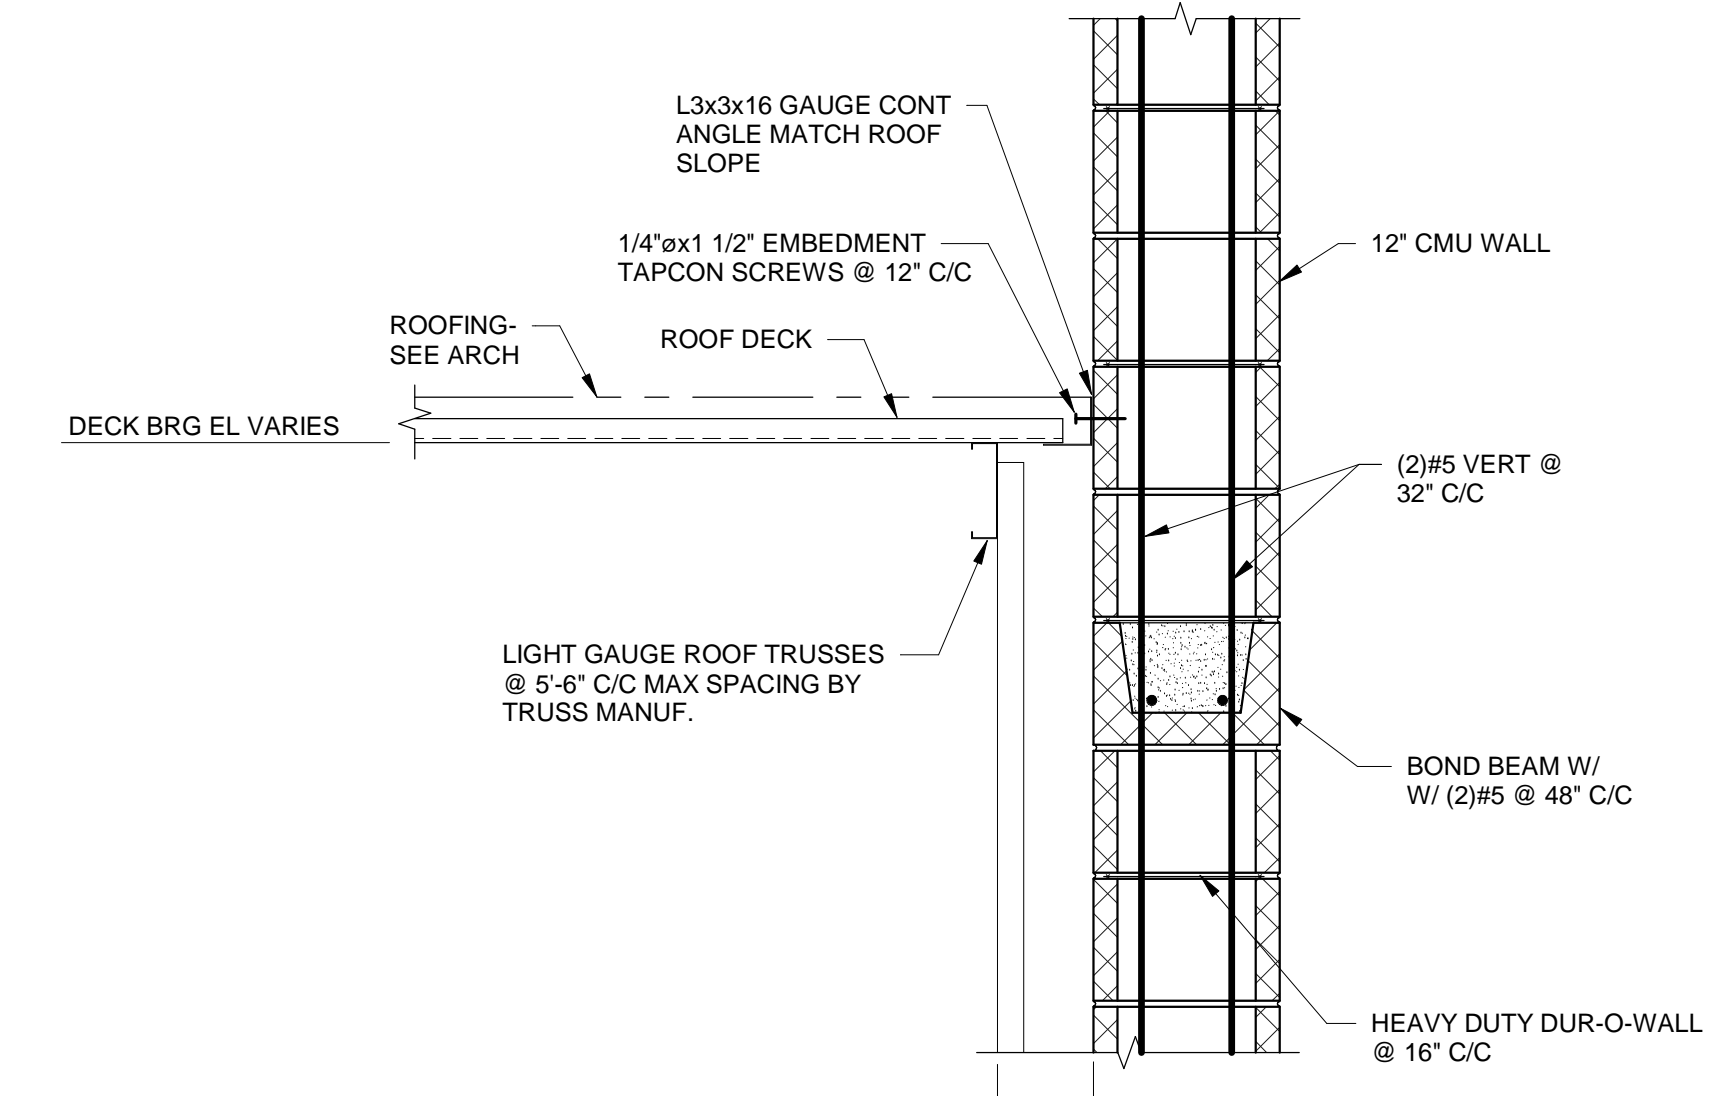 L3x3x16 GAUGE CONT
ANGLE MATCH ROOF
SLOPE
1/4"øx1 1/2" EMBEDMENT
TAPCON SCREWS @ 12" C/C
12" CMU WALL
ROOFING-
SEE ARCH
ROOF DECK
DECK BRG EL VARIES
(2)#5 VERT @
32" C/C
LIGHT GAUGE ROOF TRUSSES
@ 5'-6" C/C MAX SPACING BY
TRUSS MANUF.
BOND BEAM W/
W/ (2)#5 @ 48" C/C
HEAVY DUTY DUR-O-WALL
@ 16" C/C